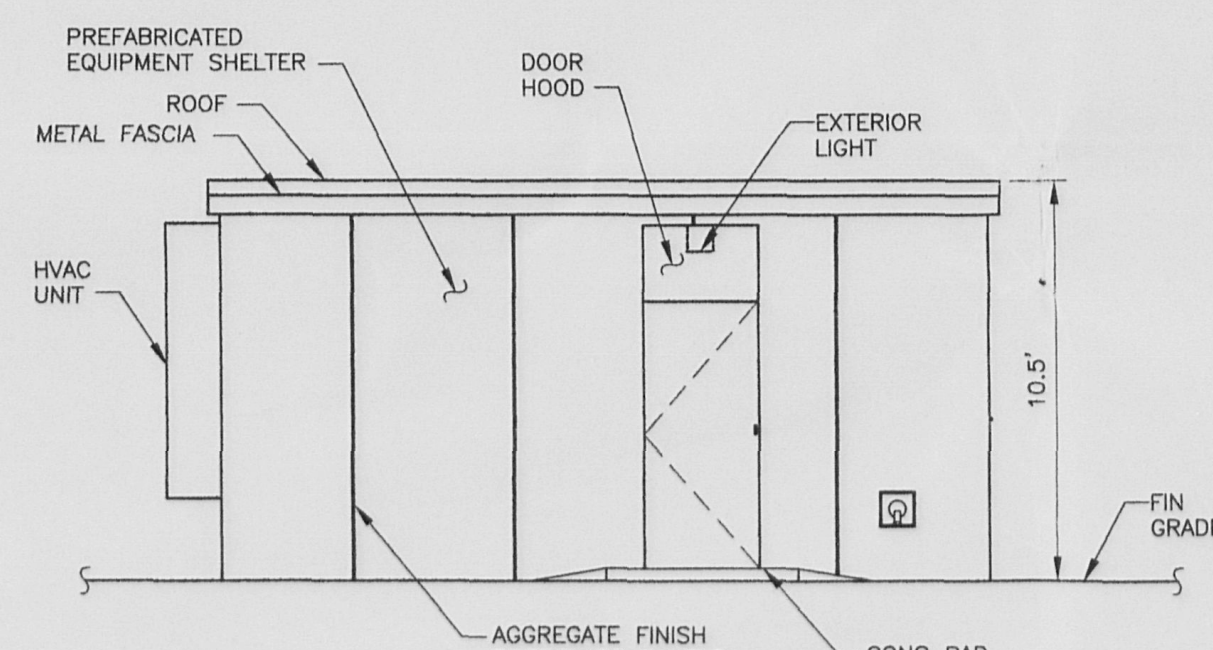 PREFABRICATED
EQUIPMENT SHELTER
ROOF
METAL FASCIA
DOOR
HOOD
EXTERIOR
LIGHT
HVAC
UNIT
10.5'
FIN
GRADE
AGGREGATE FINISH